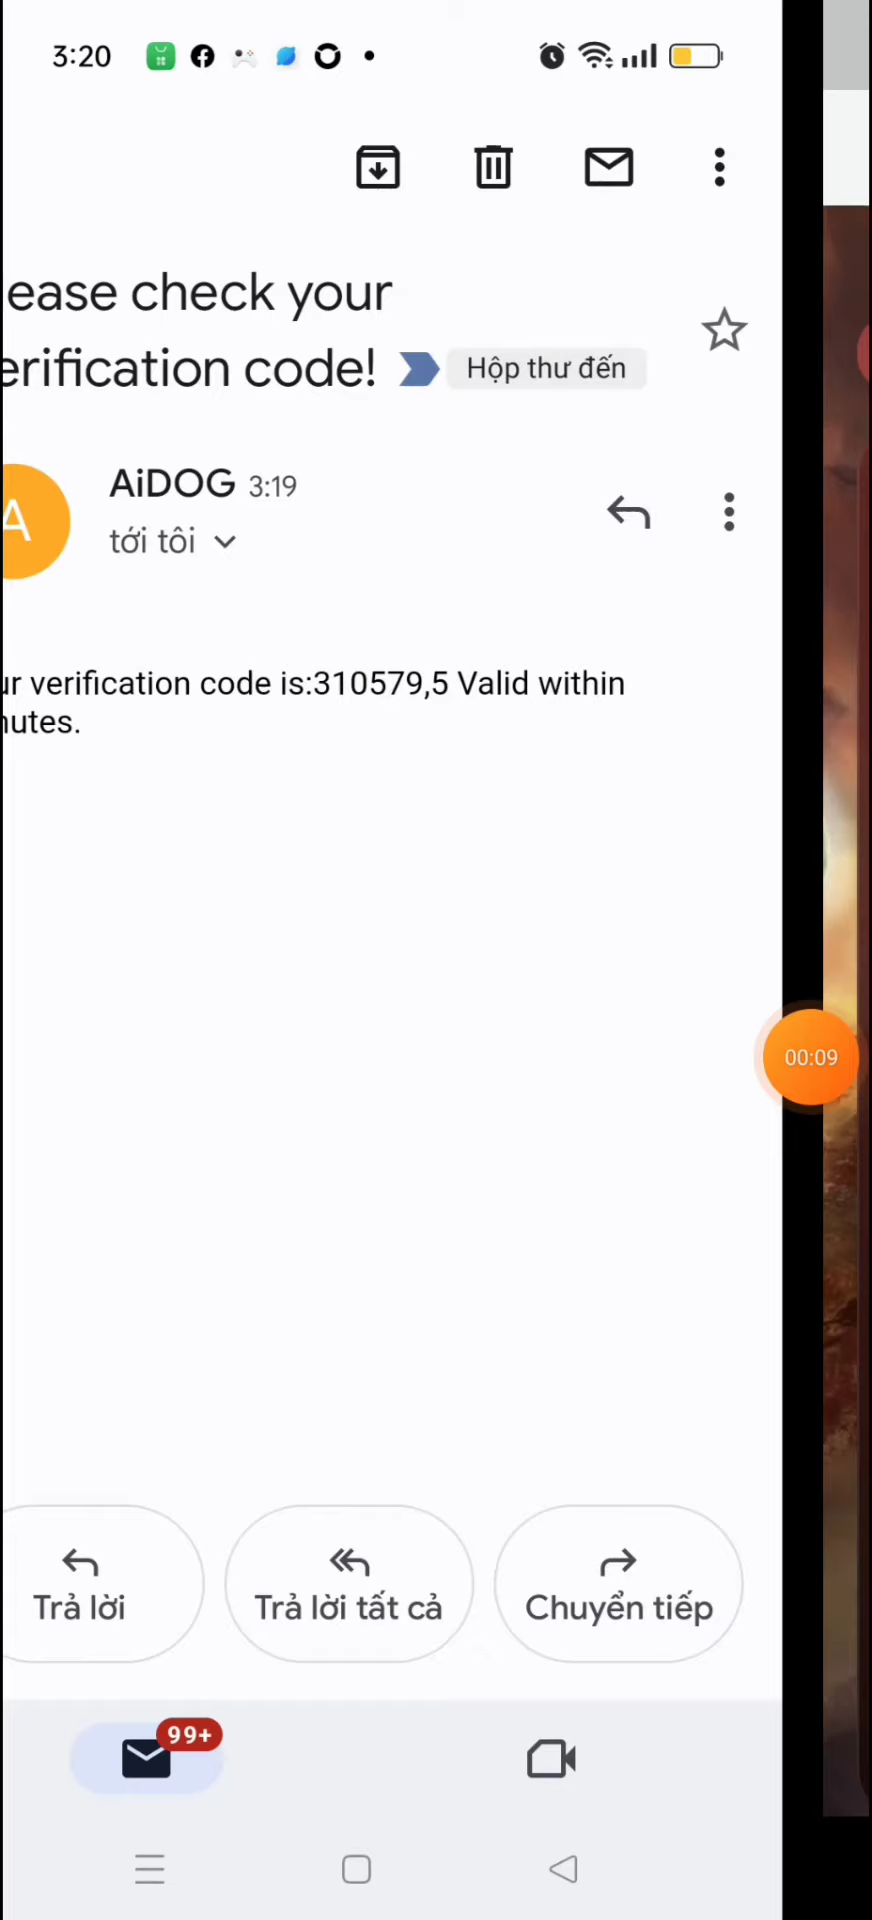 3:20
ease check your
erification code!
Hộp thư đến
A
AiDOG 3:19
tới tôi
ur verification code is:310579,5 Valid within
nutes.
00:09
Trả lời
Trả lời tất cả
Chuyển tiếp
99+